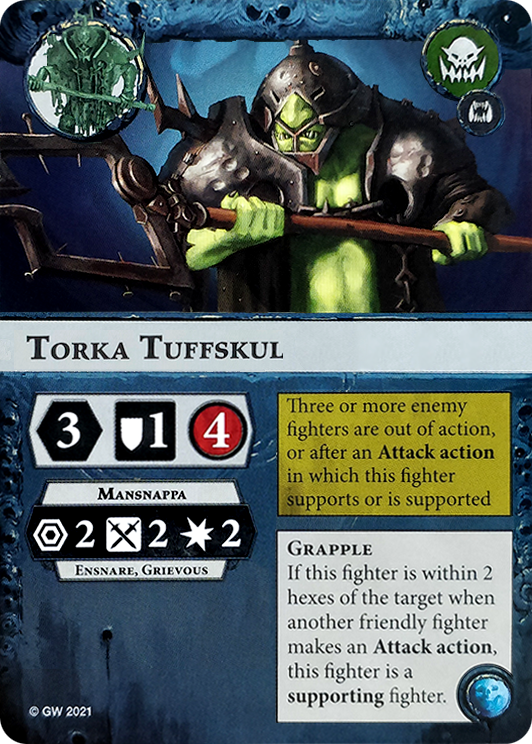 TORKA TUFFSKUL
3 1 4
MANSNAPPA
2 2 2
ENSNARE, GRIEVOUS
Three or more enemy
fighters are out of action,
or after an Attack action
in which this fighter
supports or is supported
GRAPPLE
If this fighter is within 2
hexes of the target when
another friendly fighter
makes an Attack action,
this fighter is a
supporting fighter.
© GW 2021